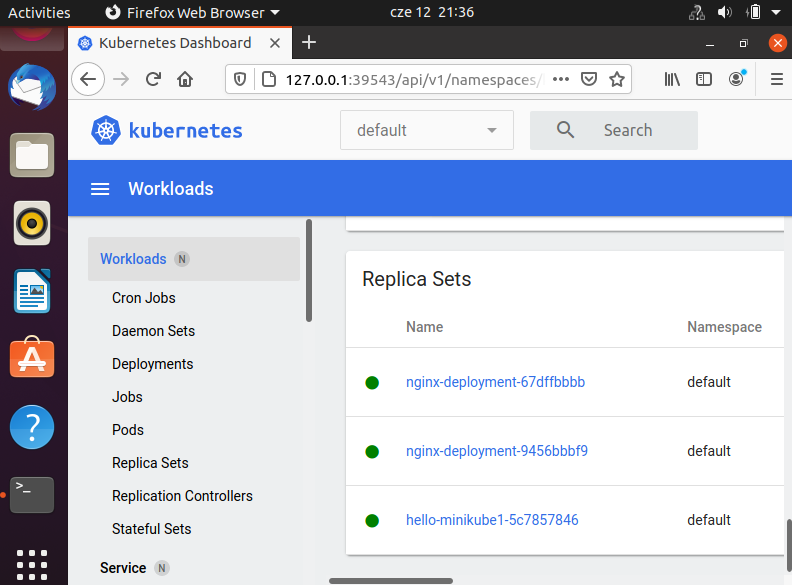 Activities Firefox Web Browser cze 12 21:36
Kubernetes Dashboard
127.0.0.1:39543/api/v1/namespaces/
kubernetes default Search
Workloads
Workloads N
Cron Jobs
Daemon Sets
Deployments
Jobs
Pods
Replica Sets
Replication Controllers
Stateful Sets
Service N
Replica Sets
Name Namespace
nginx-deployment-67dffbbbb default
nginx-deployment-9456bbbf9 default
hello-minikube1-5c7857846 default